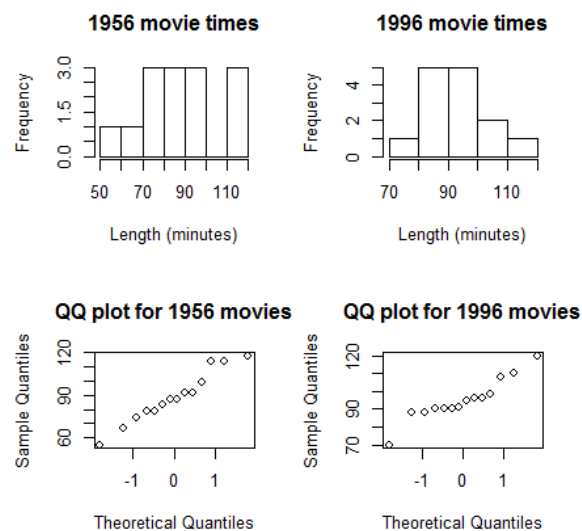 1956 movie times
1996 movie times
Frequency
0.0 1.5 3.0
50 70 90 110
Length (minutes)
Frequency
0 2 4
70 90 110
Length (minutes)
QQ plot for 1956 movies
QQ plot for 1996 movies
Sample Quantiles
60 90 120
-1 0 1
Theoretical Quantiles
Sample Quantiles
70 90 120
-1 0 1
Theoretical Quantiles